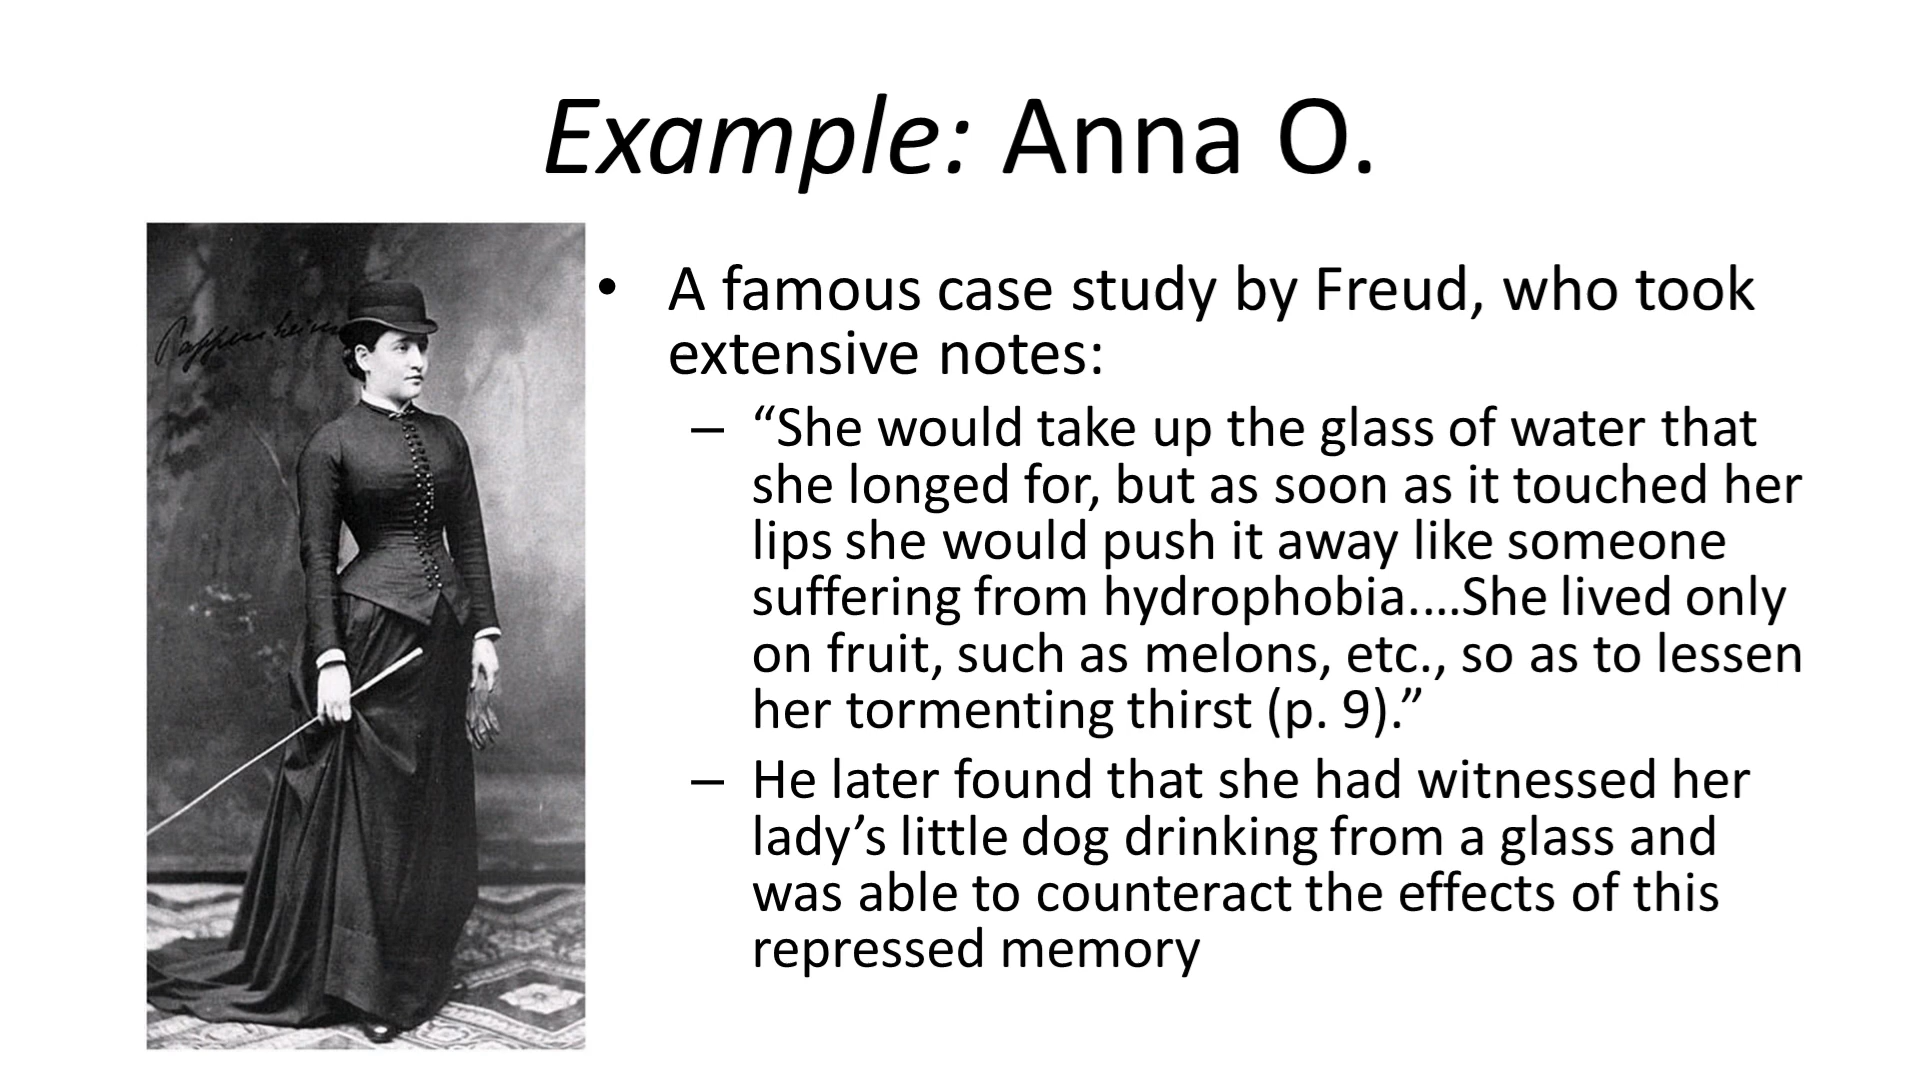 Example: Anna O.
Pappenheim
• A famous case study by Freud, who took
extensive notes:
– “She would take up the glass of water that
she longed for, but as soon as it touched her
lips she would push it away like someone
suffering from hydrophobia.…She lived only
on fruit, such as melons, etc., so as to lessen
her tormenting thirst (p. 9).”
– He later found that she had witnessed her
lady’s little dog drinking from a glass and
was able to counteract the effects of this
repressed memory